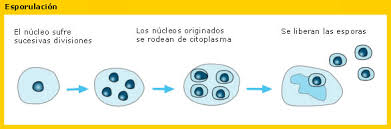 Esporulación
El núcleo sufre
sucesivas divisiones
Los núcleos originados
se rodean de citoplasma
Se liberan las esporas